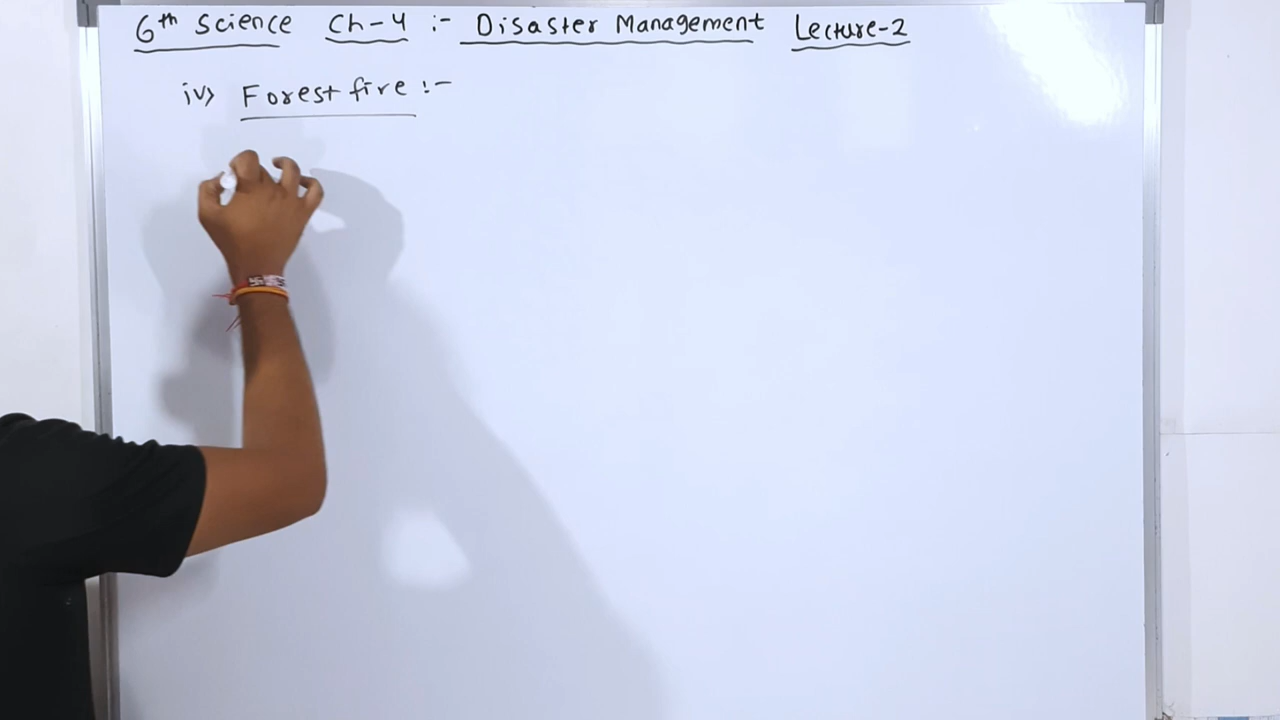 6th Science Ch-4 :- Disaster Management Lecture-2
iv) Forest fire :-